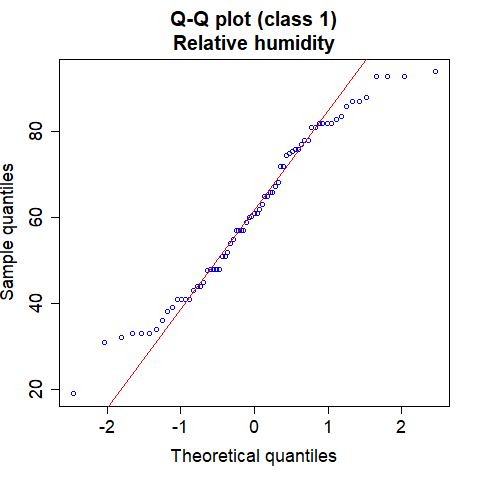 Q-Q plot (class 1)
Relative humidity
Sample quantiles
80
60
40
20
-2
-1
0
1
2
Theoretical quantiles